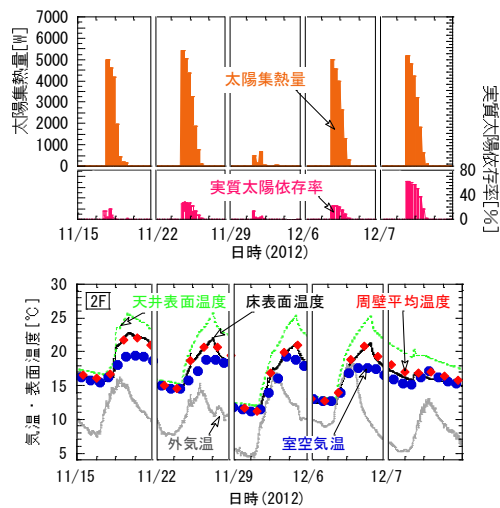 太陽集熱量[W]
7000
6000
5000
4000
3000
2000
1000
0
太陽集熱量
実質太陽依存率
実質太陽依存率[%]
80
40
0
11/15 11/22 11/29 12/6 12/7
日時(2012)
気温・表面温度[℃]
30
25
20
15
10
5
2F
天井表面温度
床表面温度
周壁平均温度
外気温
室空気温
11/15 11/22 11/29 12/6 12/7
日時(2012)